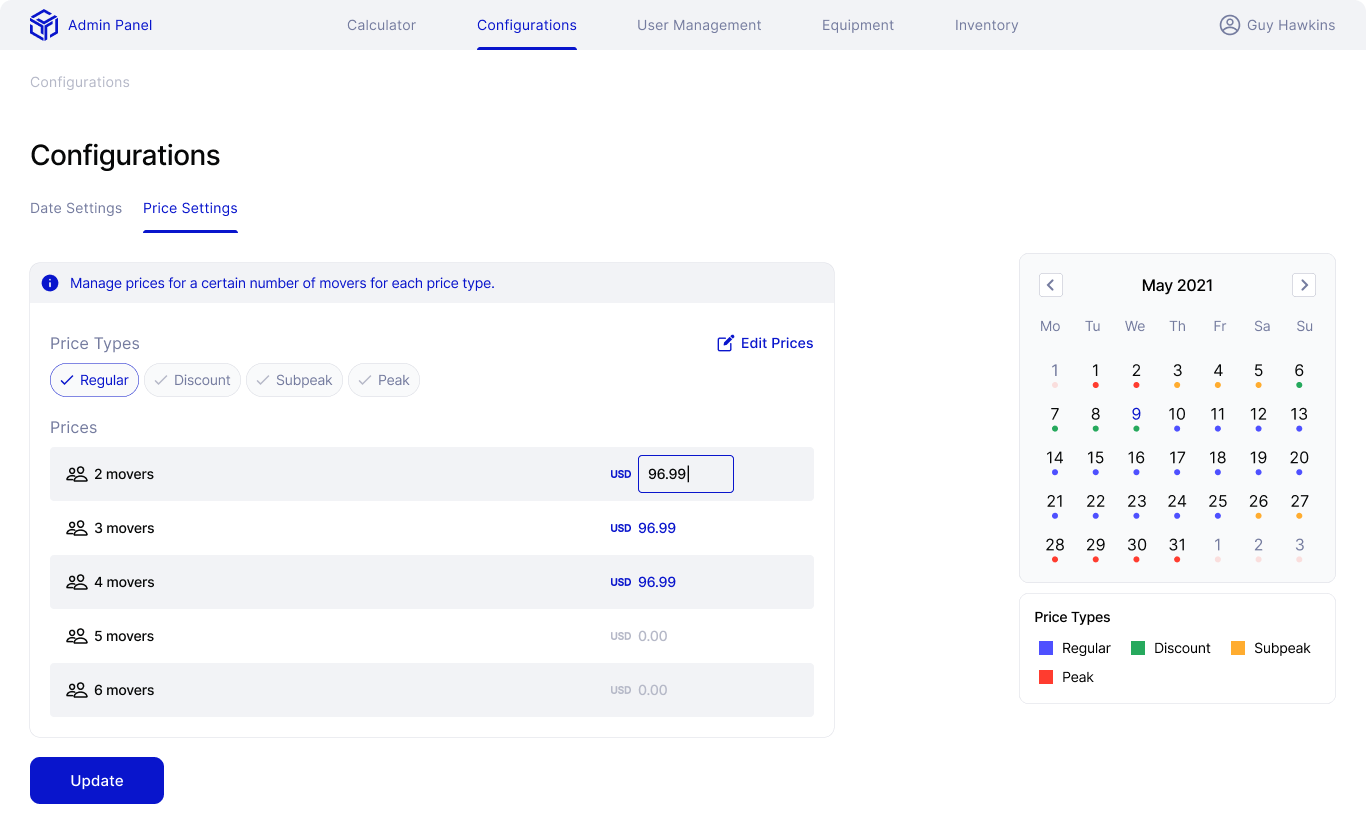 Admin Panel Calculator Configurations User Management Equipment Inventory Guy Hawkins
Configurations
Configurations
Date Settings Price Settings
Manage prices for a certain number of movers for each price type.
Price Types Edit Prices
Regular Discount Subpeak Peak
Prices
2 movers USD 96.99
3 movers USD 96.99
4 movers USD 96.99
5 movers USD 0.00
6 movers USD 0.00
Update
May 2021
Mo Tu We Th Fr Sa Su
1 1 2 3 4 5 6
7 8 9 10 11 12 13
14 15 16 17 18 19 20
21 22 23 24 25 26 27
28 29 30 31 1 2 3
Price Types
Regular Discount Subpeak
Peak